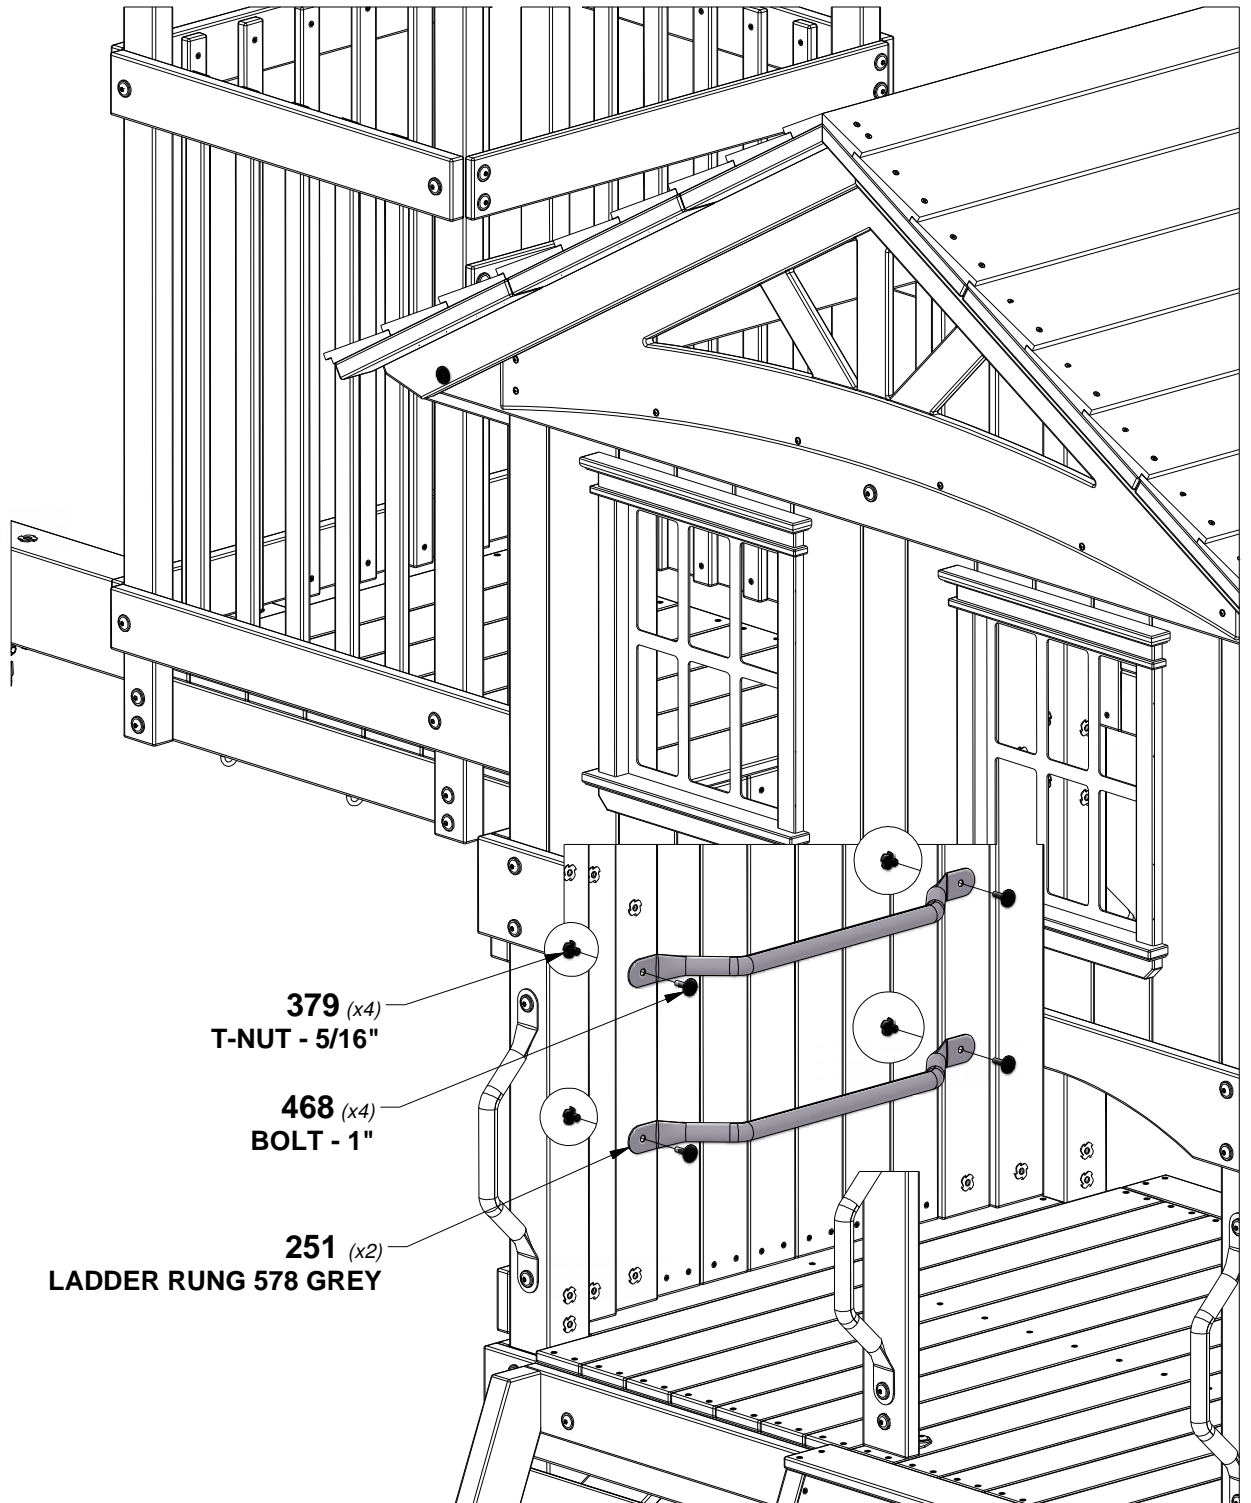 379 (x4)
T-NUT - 5/16"
468 (x4)
BOLT - 1"
251 (x2)
LADDER RUNG 578 GREY